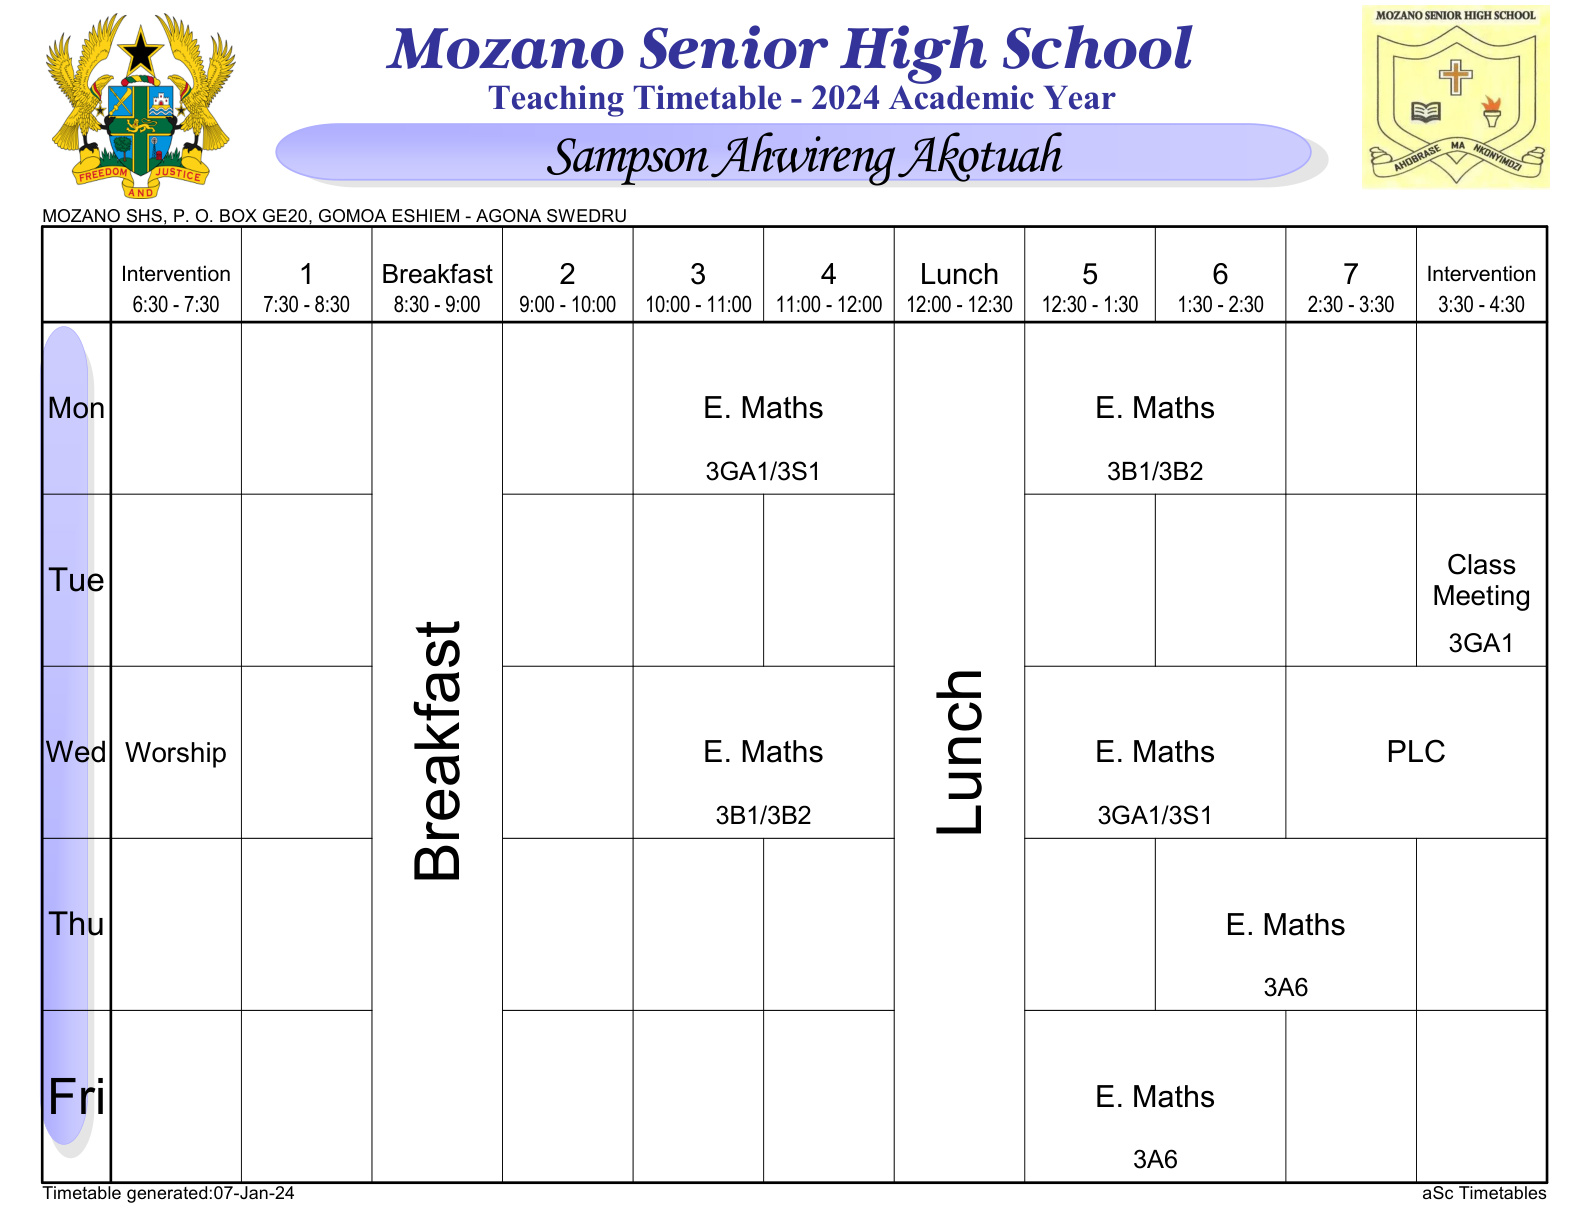 Mozano Senior High School
Teaching Timetable - 2024 Academic Year
Sampson Ahwireng Akotuah
FREEDOM AND JUSTICE
MOZANO SENIOR HIGH SCHOOL
AHOBRASE MA NKONYIMDZI
MOZANO SHS, P. O. BOX GE20, GOMOA ESHIEM - AGONA SWEDRU
Intervention 1 Breakfast 2 3 4 Lunch 5 6 7 Intervention
6:30 - 7:30 7:30 - 8:30 8:30 - 9:00 9:00 - 10:00 10:00 - 11:00 11:00 - 12:00 12:00 - 12:30 12:30 - 1:30 1:30 - 2:30 2:30 - 3:30 3:30 - 4:30
Mon E. Maths E. Maths
3GA1/3S1 3B1/3B2
Tue Class
Meeting
3GA1
Breakfast
Lunch
Wed Worship E. Maths E. Maths PLC
3B1/3B2 3GA1/3S1
Thu E. Maths
3A6
Fri E. Maths
3A6
Timetable generated:07-Jan-24 aSc Timetables